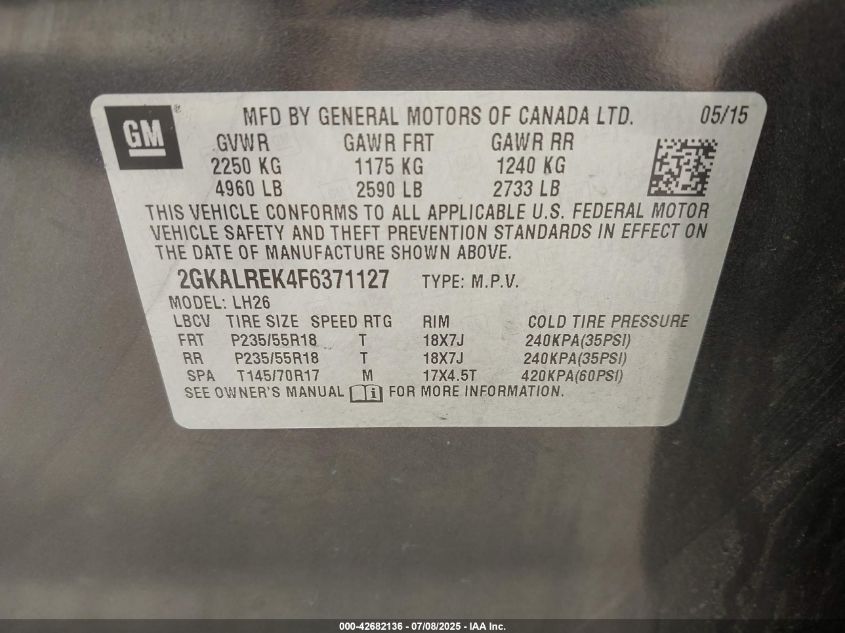 GM ® MFD BY GENERAL MOTORS OF CANADA LTD. 05/15
GVWR GAWR FRT GAWR RR
2250 KG 1175 KG 1240 KG
4960 LB 2590 LB 2733 LB
THIS VEHICLE CONFORMS TO ALL APPLICABLE U.S. FEDERAL MOTOR
VEHICLE SAFETY AND THEFT PREVENTION STANDARDS IN EFFECT ON
THE DATE OF MANUFACTURE SHOWN ABOVE.
2GKALREK4F6371127 TYPE: M.P.V.
MODEL: LH26
LBCV TIRE SIZE SPEED RTG RIM COLD TIRE PRESSURE
FRT P235/55R18 T 18X7J 240KPA(35PSI)
RR P235/55R18 T 18X7J 240KPA(35PSI)
SPA T145/70R17 M 17X4.5T 420KPA(60PSI)
SEE OWNER'S MANUAL i FOR MORE INFORMATION.
000-42682136 - 07/08/2025 - IAA Inc.